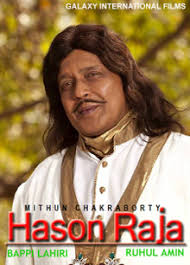 GALAXY INTERNATIONAL FILMS
MITHUN CHAKRABORTY
Hason Raja
BAPPI LAHIRI RUHUL AMIN